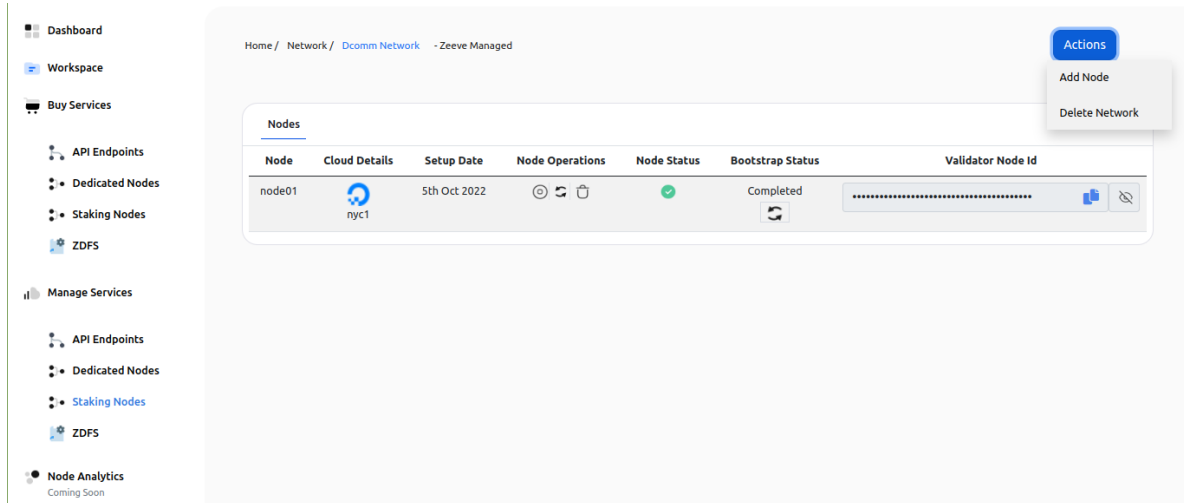 Dashboard
Workspace
Buy Services
API Endpoints
Dedicated Nodes
Staking Nodes
ZDFS
Manage Services
API Endpoints
Dedicated Nodes
Staking Nodes
ZDFS
Node Analytics
Coming Soon
Home / Network / Dcomm Network - Zeeve Managed
Actions
Add Node
Delete Network
Nodes
Node Cloud Details Setup Date Node Operations Node Status Bootstrap Status Validator Node Id
node01 nyc1 5th Oct 2022 Completed